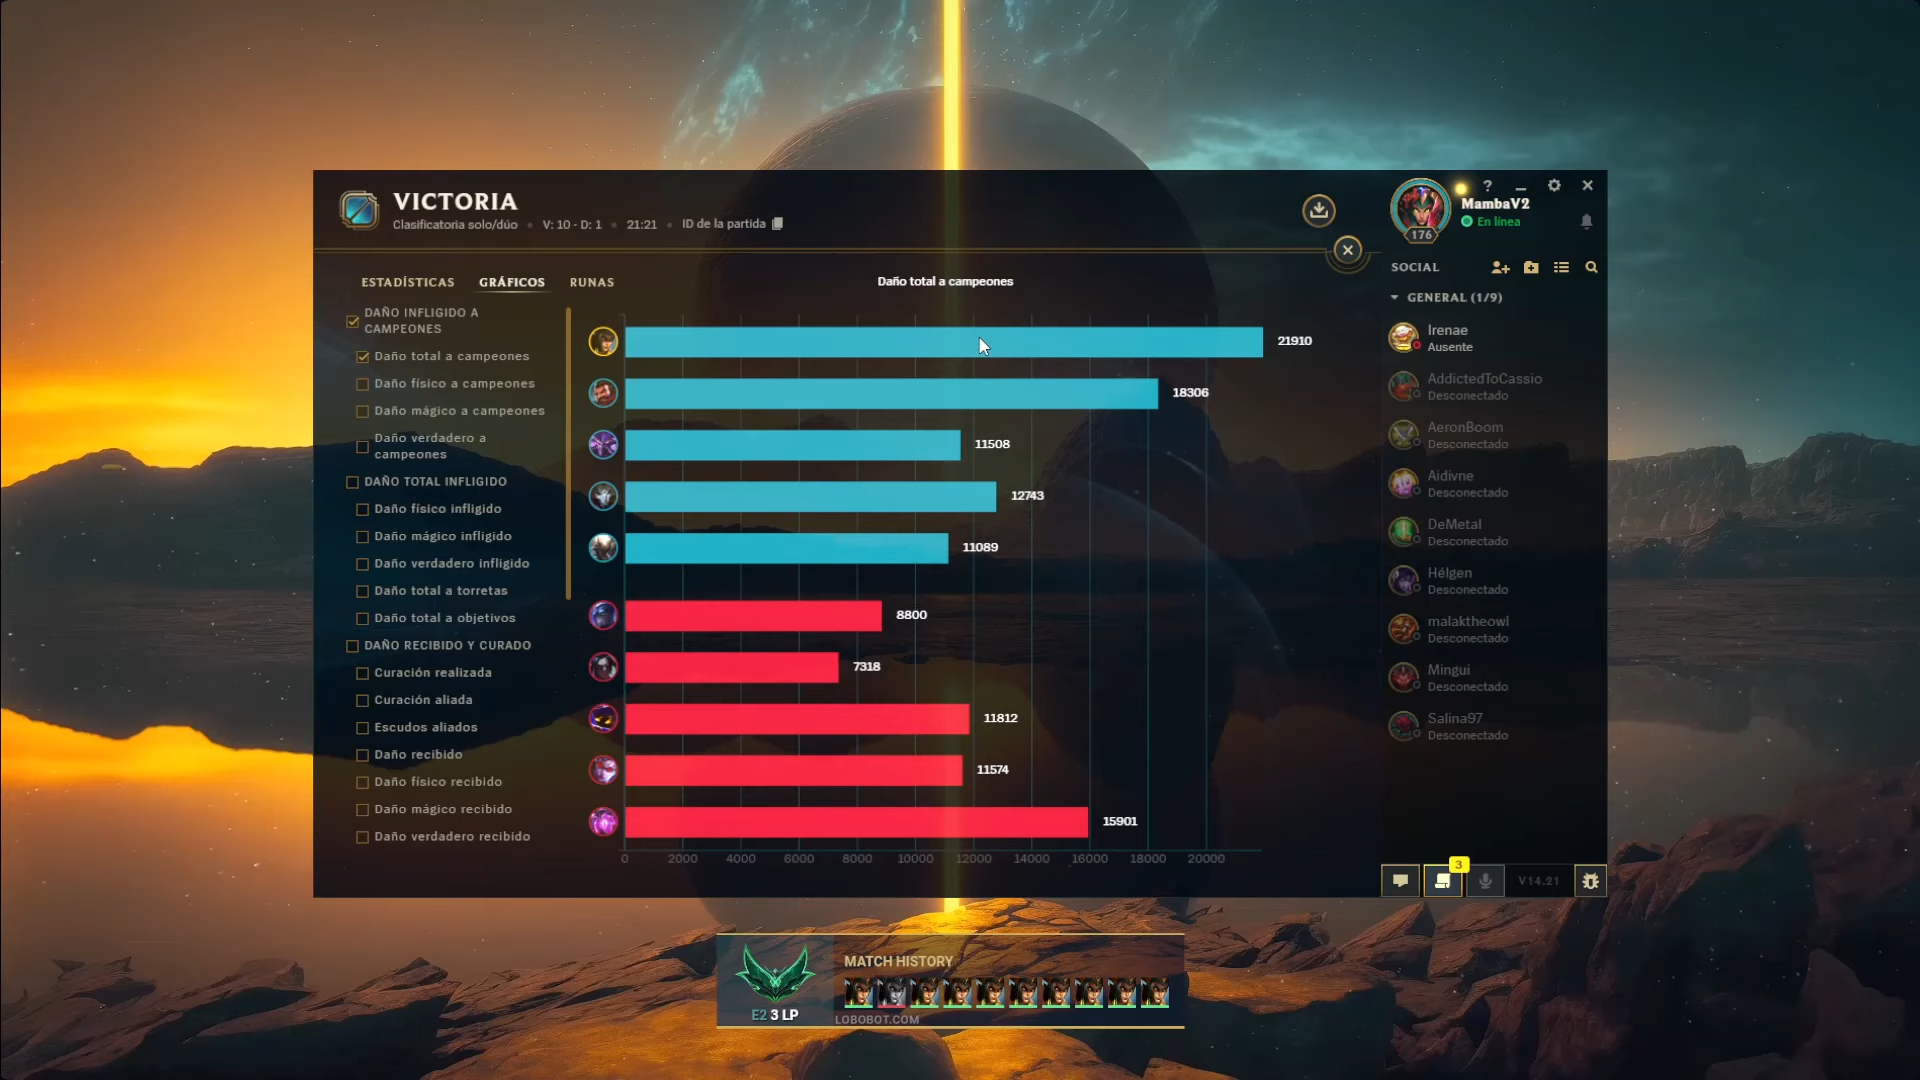 VICTORIA
Clasificatoria solo/dúo • V: 10 - D: 1 • 21:21 • ID de la partida
ESTADÍSTICAS GRÁFICOS RUNAS
DAÑO INFLIGIDO A
CAMPEONES
Daño total a campeones
Daño físico a campeones
Daño mágico a campeones
Daño verdadero a
campeones
DAÑO TOTAL INFLIGIDO
Daño físico infligido
Daño mágico infligido
Daño verdadero infligido
Daño total a torretas
Daño total a objetivos
DAÑO RECIBIDO Y CURADO
Curación realizada
Curación aliada
Escudos aliados
Daño recibido
Daño físico recibido
Daño mágico recibido
Daño verdadero recibido
Daño total a campeones
21910
18306
11508
12743
11089
8800
7318
11812
11574
15901
0 2000 4000 6000 8000 10000 12000 14000 16000 18000 20000
?
MambaV2
En línea
176
SOCIAL
GENERAL (1/9)
Irenae
Ausente
AddictedToCassio
Desconectado
AeronBoom
Desconectado
Aidivne
Desconectado
DeMetal
Desconectado
Hélgen
Desconectado
malaktheowl
Desconectado
Mingui
Desconectado
Salina97
Desconectado
3
V14.21
MATCH HISTORY
E2 3 LP
LOBOBOT.COM